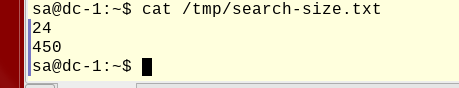 sa@dc-1:~$ cat /tmp/search-size.txt
24
450
sa@dc-1:~$